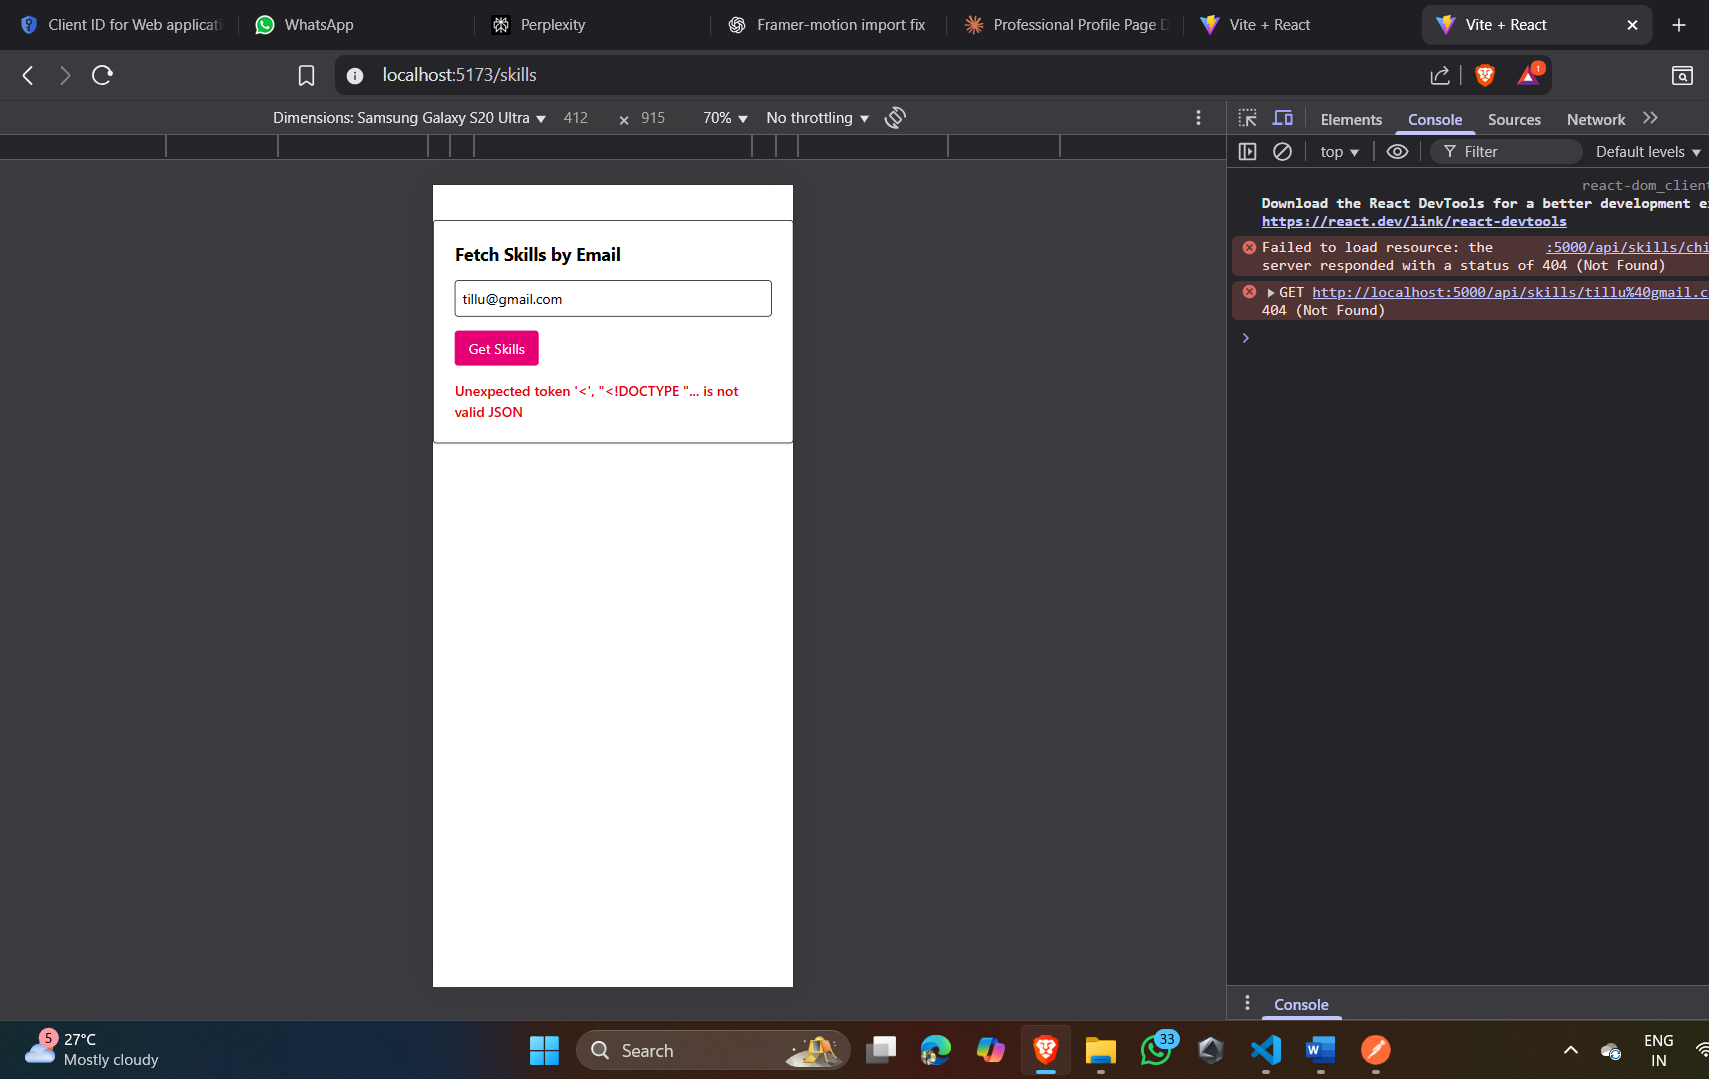 Client ID for Web applicati
WhatsApp
Perplexity
Framer-motion import fix
Professional Profile Page D
Vite + React
Vite + React
localhost:5173/skills
1
Dimensions: Samsung Galaxy S20 Ultra 412 × 915 70% No throttling
Elements Console Sources Network
top Filter Default levels
react-dom_client
Download the React DevTools for a better development e
https://react.dev/link/react-devtools
Failed to load resource: the :5000/api/skills/chi
server responded with a status of 404 (Not Found)
GET http://localhost:5000/api/skills/tillu%40gmail.c
404 (Not Found)
Fetch Skills by Email
tillu@gmail.com
Get Skills
Unexpected token '<', "<!DOCTYPE "... is not
valid JSON
Console
5
27°C
Mostly cloudy
Search
33
ENG
IN